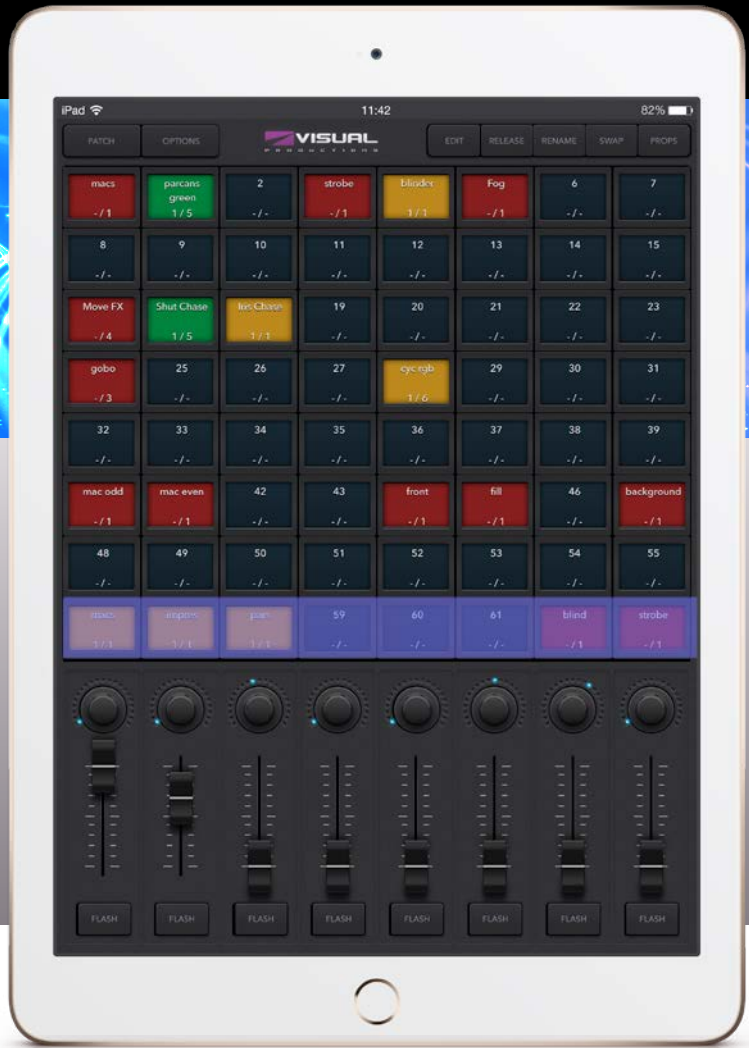 iPad 11:42 82%
PATCH OPTIONS VISUAL EDIT RELEASE RENAME SWAP PROPS
PRODUCTIONS
macs parcans green 2 strobe blinder Fog 6 7
-/1 1/5 -/- -/1 1/1 -/1 -/- -/-
8 9 10 11 12 13 14 15
-/- -/- -/- -/- -/- -/- -/- -/-
Move FX Shut Chase Iris Chase 19 20 21 22 23
-/4 1/5 1/1 -/- -/- -/- -/- -/-
gobo 25 26 27 cyc rgb 29 30 31
-/3 -/- -/- -/- 1/6 -/- -/- -/-
32 33 34 35 36 37 38 39
-/- -/- -/- -/- -/- -/- -/- -/-
mac odd mac even 42 43 front fill 46 background
-/1 -/1 -/- -/- -/1 -/1 -/- -/1
48 49 50 51 52 53 54 55
-/- -/- -/- -/- -/- -/- -/- -/-
macs 59 60 61 blind strobe
1/1 1/1 1/1 -/- -/- -/- -/1 -/1
FLASH FLASH FLASH FLASH FLASH FLASH FLASH FLASH